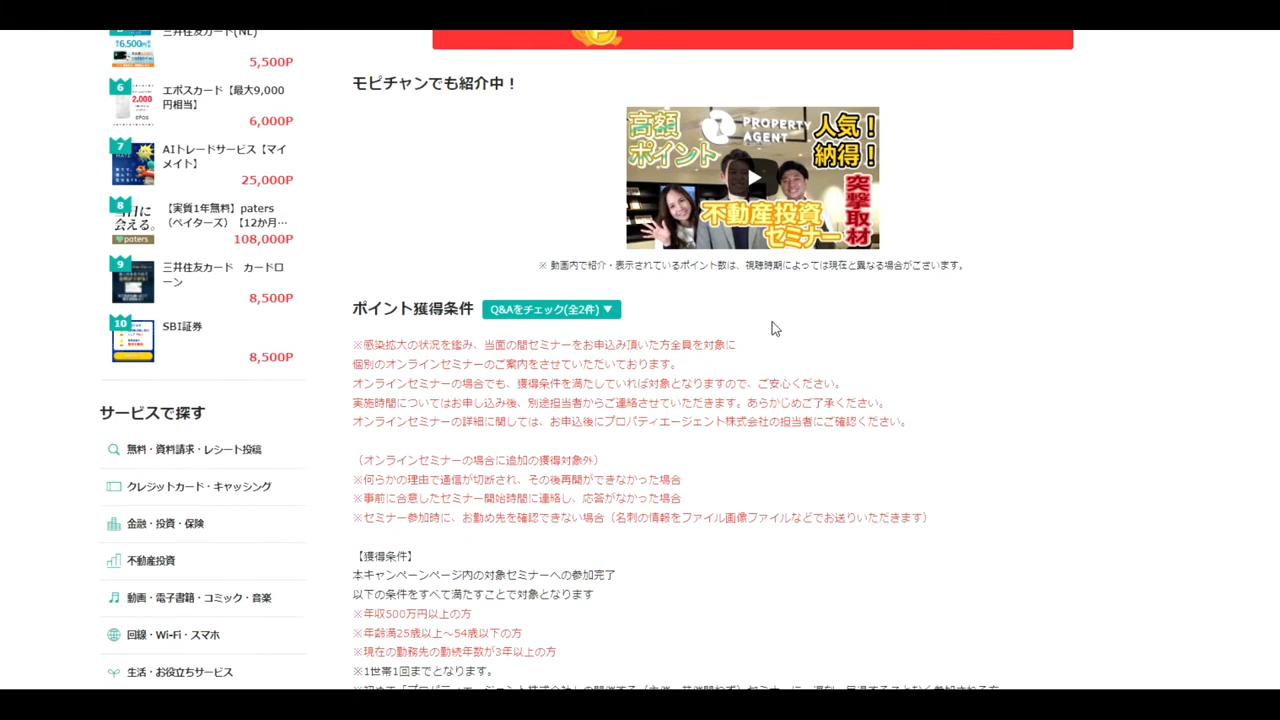 三井住友カード(NL)
5,500P
6
エポスカード【最大9,000
円相当】
6,000P
7
AIトレードサービス【マイ
メイト】
25,000P
8
【実質1年無料】paters
（ペイターズ）【12か月…
108,000P
9
三井住友カード カードロ
ーン
8,500P
10
SBI証券
8,500P
サービスで探す
無料・資料請求・レシート投稿
クレジットカード・キャッシング
金融・投資・保険
不動産投資
動画・電子書籍・コミック・音楽
回線・Wi-Fi・スマホ
生活・お役立ちサービス
モピチャンでも紹介中！
高額
ポイント
PROPERTY
AGENT
人気！
納得！
突撃取材
不動産投資
セミナー
※ 動画内で紹介・表示されているポイント数は、視聴時期によっては現在と異なる場合がございます。
ポイント獲得条件
Q&Aをチェック(全2件) ▼
※感染拡大の状況を鑑み、当面の間セミナーをお申込み頂いた方全員を対象に
個別のオンラインセミナーのご案内をさせていただいております。
オンラインセミナーの場合でも、獲得条件を満たしていれば対象となりますので、ご安心ください。
実施時間についてはお申し込み後、別途担当者からご連絡させていただきます。あらかじめご了承ください。
オンラインセミナーの詳細に関しては、お申込後にプロパティエージェント株式会社の担当者にご確認ください。
（オンラインセミナーの場合に追加の獲得対象外）
※何らかの理由で通信が切断され、その後再開ができなかった場合
※事前に合意したセミナー開始時間に連絡し、応答がなかった場合
※セミナー参加時に、お勤め先を確認できない場合（名刺の情報をファイル画像ファイルなどでお送りいただきます）
【獲得条件】
本キャンペーンページ内の対象セミナーへの参加完了
以下の条件をすべて満たすことで対象となります
※年収500万円以上の方
※年齢満25歳以上～54歳以下の方
※現在の勤務先の勤続年数が3年以上の方
※1世帯1回までとなります。